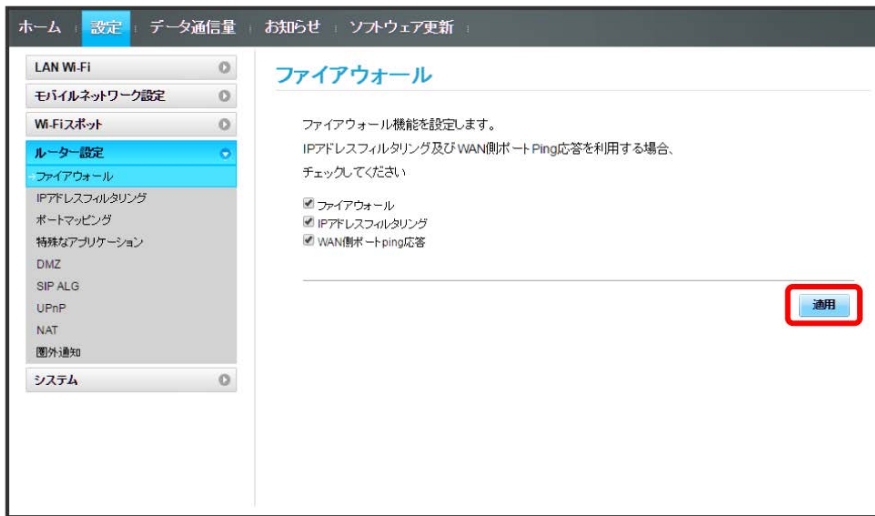 ホーム 設定 データ通信量 お知らせ ソフトウェア更新
LAN Wi-Fi
モバイルネットワーク設定
Wi-Fiスポット
ルーター設定
ファイアウォール
IPアドレスフィルタリング
ポートマッピング
特殊なアプリケーション
DMZ
SIP ALG
UPnP
NAT
圏外通知
システム
ファイアウォール
ファイアウォール機能を設定します。
IPアドレスフィルタリング及びWAN側ポートPing応答を利用する場合、
チェックしてください
ファイアウォール
IPアドレスフィルタリング
WAN側ポートping応答
適用